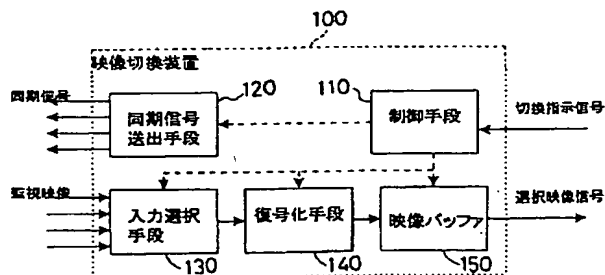 100
映像切換装置
同期信号
120
110
同期信号
送出手段
制御手段
切換指示信号
監視映像
選択映像信号
入力選択
手段
復号化手段
映像バッファ
130
140
150